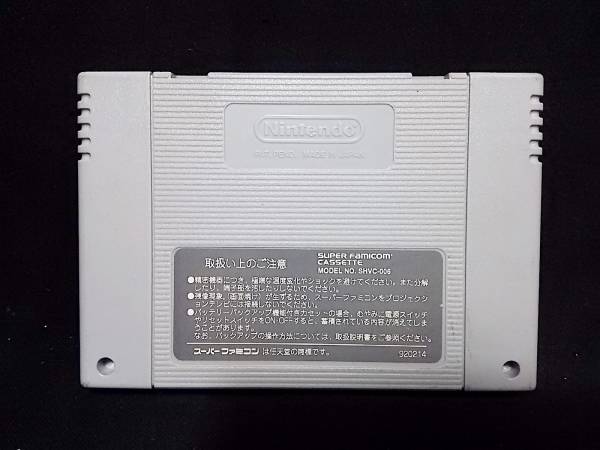 Nintendo
PAT. PEND. MADE IN JAPAN
取扱い上のご注意
SUPER FAMICOM
CASSETTE
MODEL NO. SHVC-006
●精密機器につき、極端な温度変化やショックを避けてください。また分解
したり、端子部を汚したりしないでください。
●残像現象（画面焼け）が生ずるため、スーパーファミコンをプロジェクシ
ョンテレビには接続しないでください。
●バッテリーバックアップ機能付きカセットの場合、むやみに電源スイッチ
やリセットスイッチをON・OFFすると、蓄積されている内容が消えてしま
うことがあります。
なお、バックアップの操作方法については、取扱説明書をご参照ください。
スーパーファミコンは任天堂の商標です。
920214